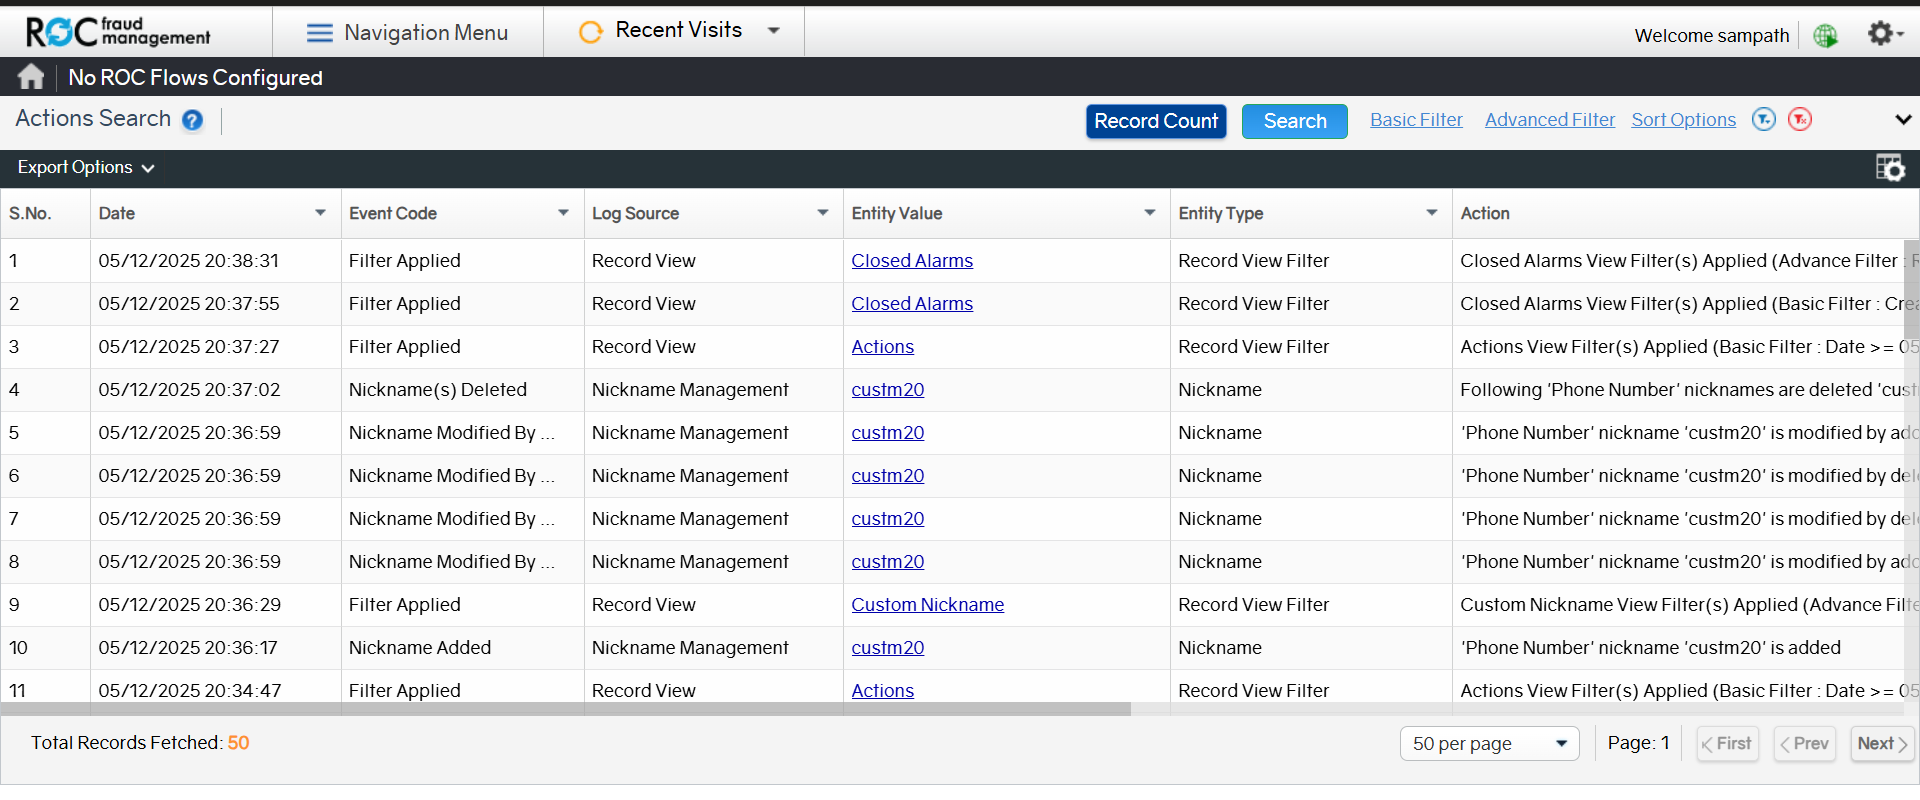 ROC fraud management
Navigation Menu
Recent Visits
Welcome sampath
No ROC Flows Configured
Actions Search ?
Record Count
Search
Basic Filter
Advanced Filter
Sort Options
Export Options
S.No. Date Event Code Log Source Entity Value Entity Type Action
1 05/12/2025 20:38:31 Filter Applied Record View Closed Alarms Record View Filter Closed Alarms View Filter(s) Applied (Advance Filter :
2 05/12/2025 20:37:55 Filter Applied Record View Closed Alarms Record View Filter Closed Alarms View Filter(s) Applied (Basic Filter : Crea
3 05/12/2025 20:37:27 Filter Applied Record View Actions Record View Filter Actions View Filter(s) Applied (Basic Filter : Date >= 05
4 05/12/2025 20:37:02 Nickname(s) Deleted Nickname Management custm20 Nickname Following 'Phone Number' nicknames are deleted 'cust
5 05/12/2025 20:36:59 Nickname Modified By ... Nickname Management custm20 Nickname 'Phone Number' nickname 'custm20' is modified by add
6 05/12/2025 20:36:59 Nickname Modified By ... Nickname Management custm20 Nickname 'Phone Number' nickname 'custm20' is modified by dele
7 05/12/2025 20:36:59 Nickname Modified By ... Nickname Management custm20 Nickname 'Phone Number' nickname 'custm20' is modified by dele
8 05/12/2025 20:36:59 Nickname Modified By ... Nickname Management custm20 Nickname 'Phone Number' nickname 'custm20' is modified by add
9 05/12/2025 20:36:29 Filter Applied Record View Custom Nickname Record View Filter Custom Nickname View Filter(s) Applied (Advance Filte
10 05/12/2025 20:36:17 Nickname Added Nickname Management custm20 Nickname 'Phone Number' nickname 'custm20' is added
11 05/12/2025 20:34:47 Filter Applied Record View Actions Record View Filter Actions View Filter(s) Applied (Basic Filter : Date >= 05
Total Records Fetched: 50
50 per page
Page: 1
First
Prev
Next